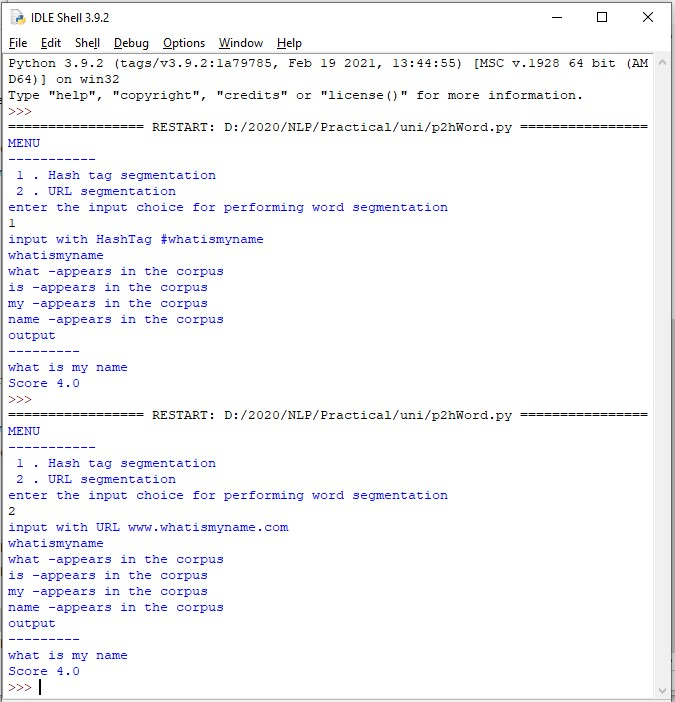 IDLE Shell 3.9.2
File Edit Shell Debug Options Window Help
Python 3.9.2 (tags/v3.9.2:1a79785, Feb 19 2021, 13:44:55) [MSC v.1928 64 bit (AM
D64)] on win32
Type "help", "copyright", "credits" or "license()" for more information.
>>>
================= RESTART: D:/2020/NLP/Practical/uni/p2hWord.py ================
MENU
-----------
 1 . Hash tag segmentation
 2 . URL segmentation
enter the input choice for performing word segmentation
1
input with HashTag #whatismyname
whatismyname
what -appears in the corpus
is -appears in the corpus
my -appears in the corpus
name -appears in the corpus
output
---------
what is my name
Score 4.0
>>>
================= RESTART: D:/2020/NLP/Practical/uni/p2hWord.py ================
MENU
-----------
 1 . Hash tag segmentation
 2 . URL segmentation
enter the input choice for performing word segmentation
2
input with URL www.whatismyname.com
whatismyname
what -appears in the corpus
is -appears in the corpus
my -appears in the corpus
name -appears in the corpus
output
---------
what is my name
Score 4.0
>>>